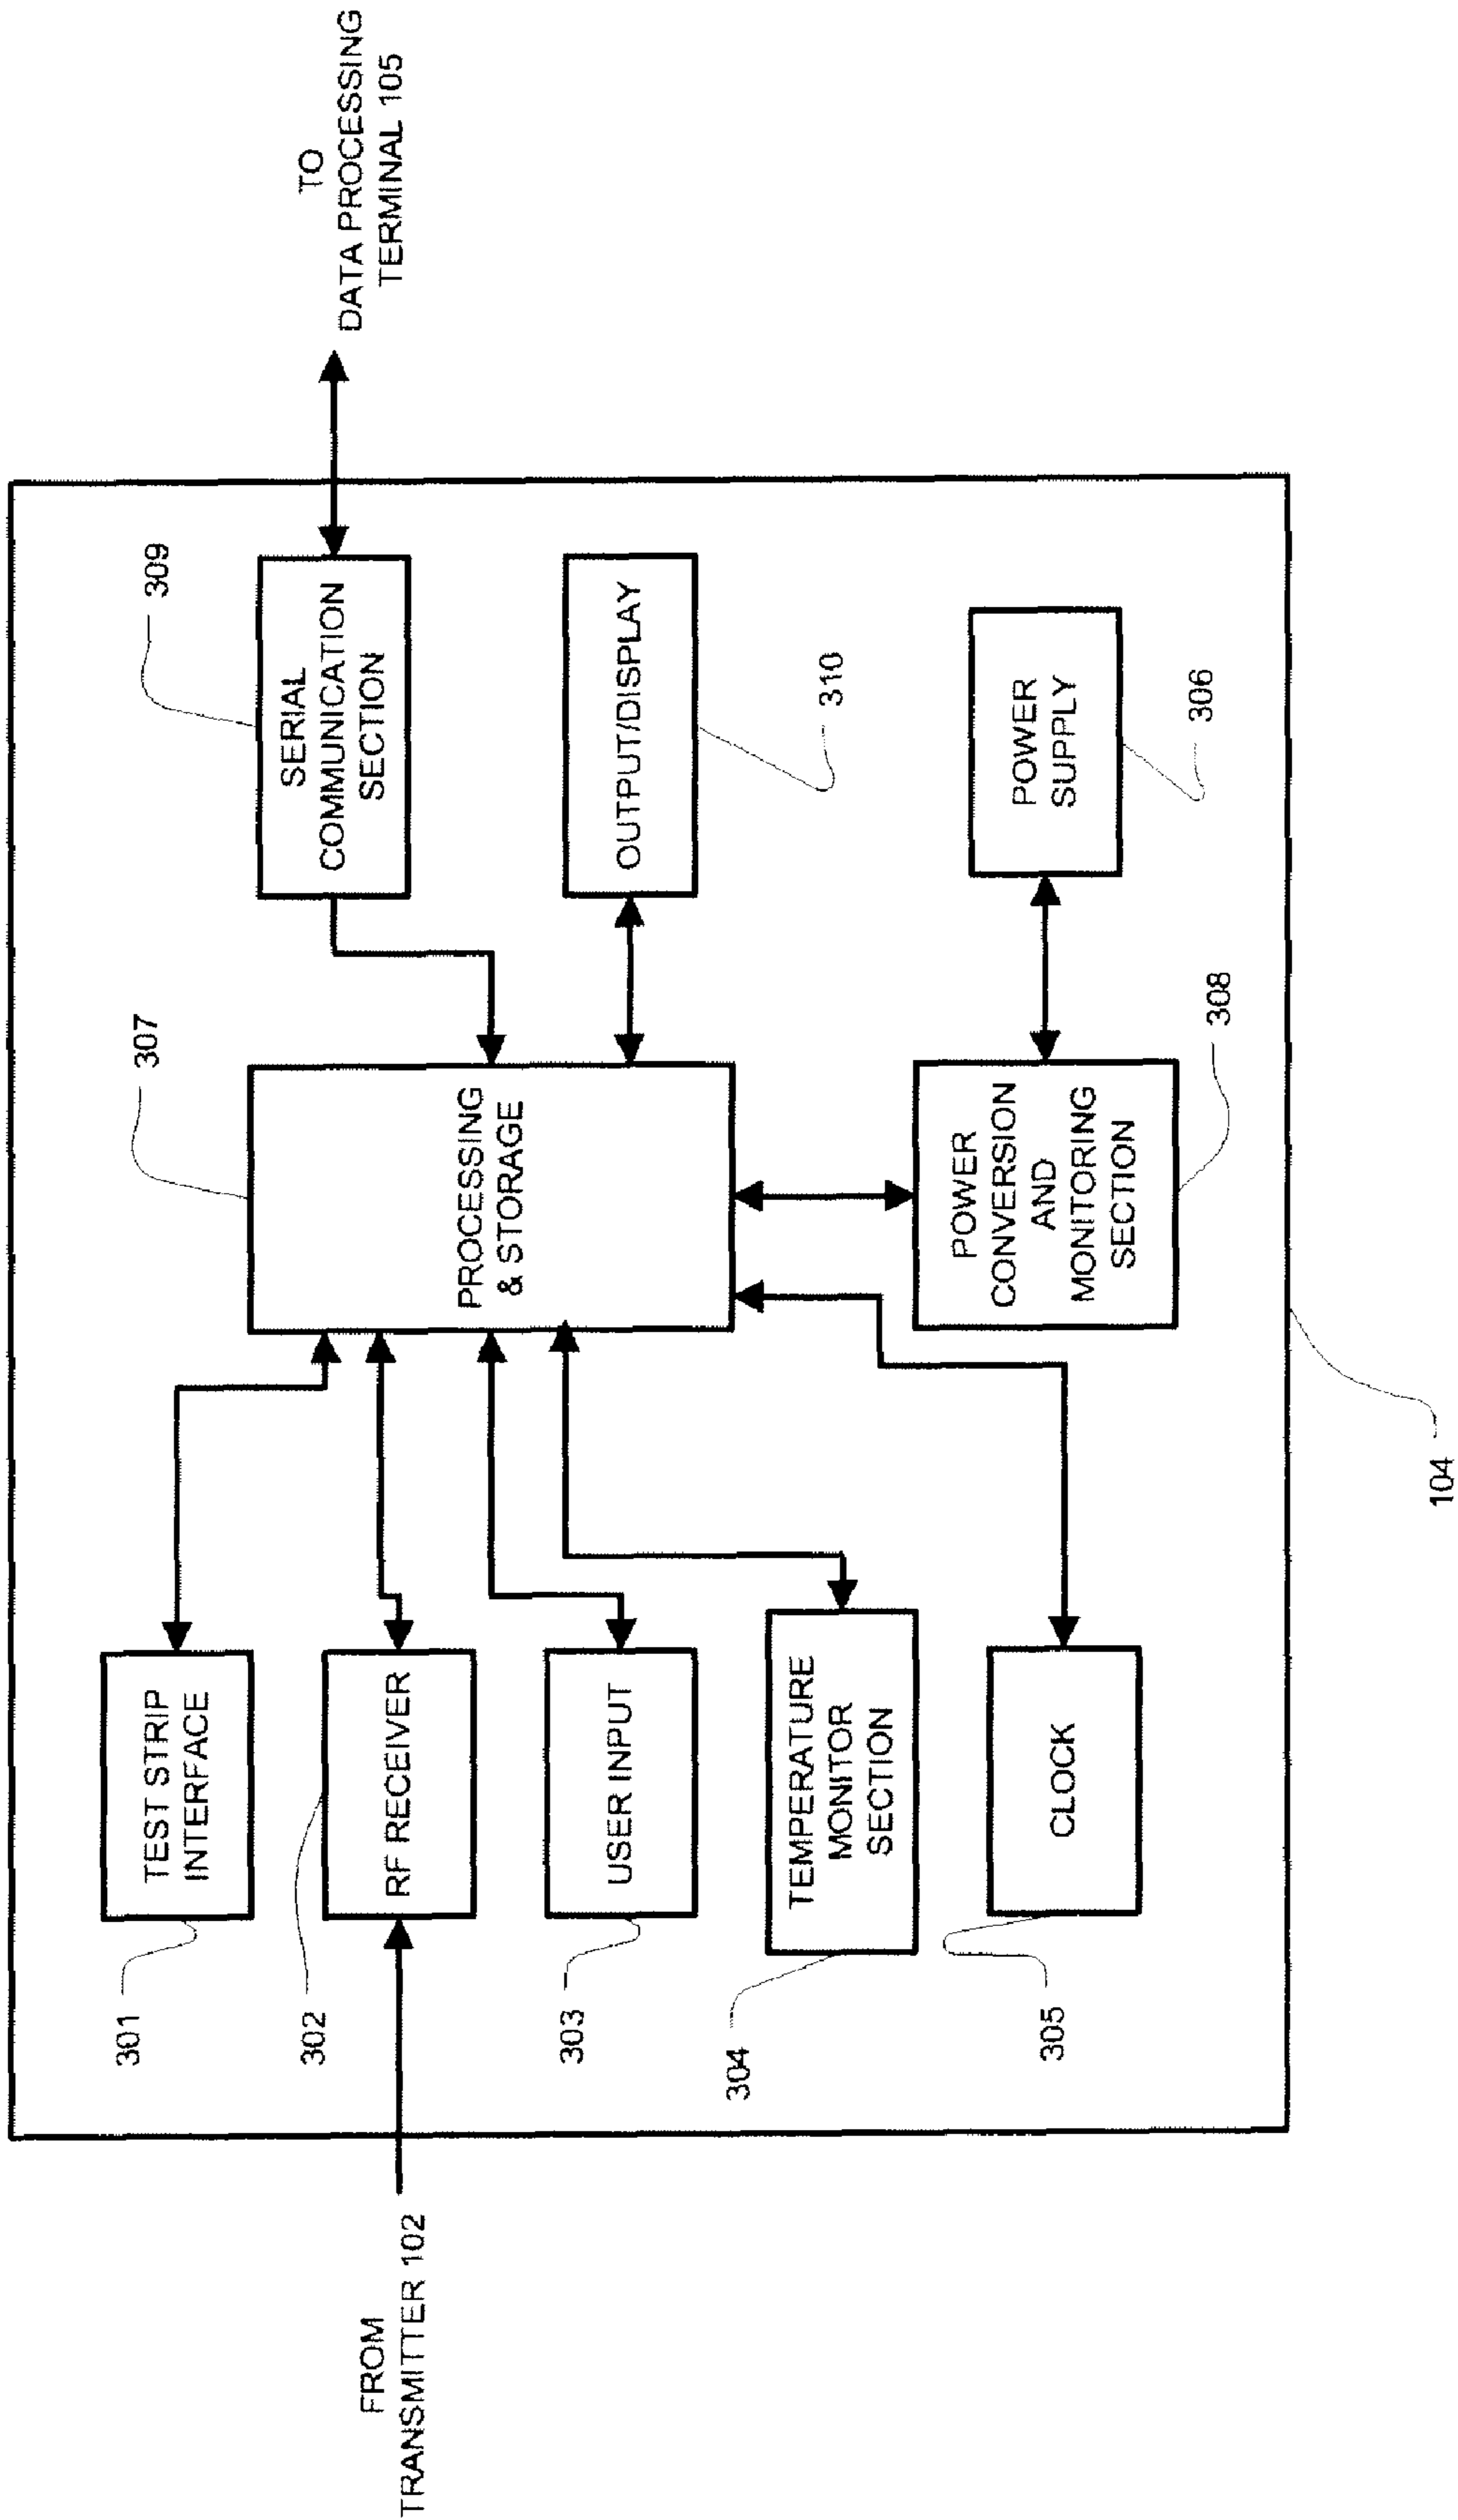 FROM
TRANSMITTER 102
301
TEST STRIP
INTERFACE
302
RF RECEIVER
303
USER INPUT
304
TEMPERATURE
MONITOR
SECTION
305
CLOCK
307
PROCESSING
& STORAGE
POWER
CONVERSION
AND
MONITORING
SECTION
308
309
SERIAL
COMMUNICATION
SECTION
OUTPUT/DISPLAY
310
POWER
SUPPLY
306
TO
DATA PROCESSING
TERMINAL 105
104